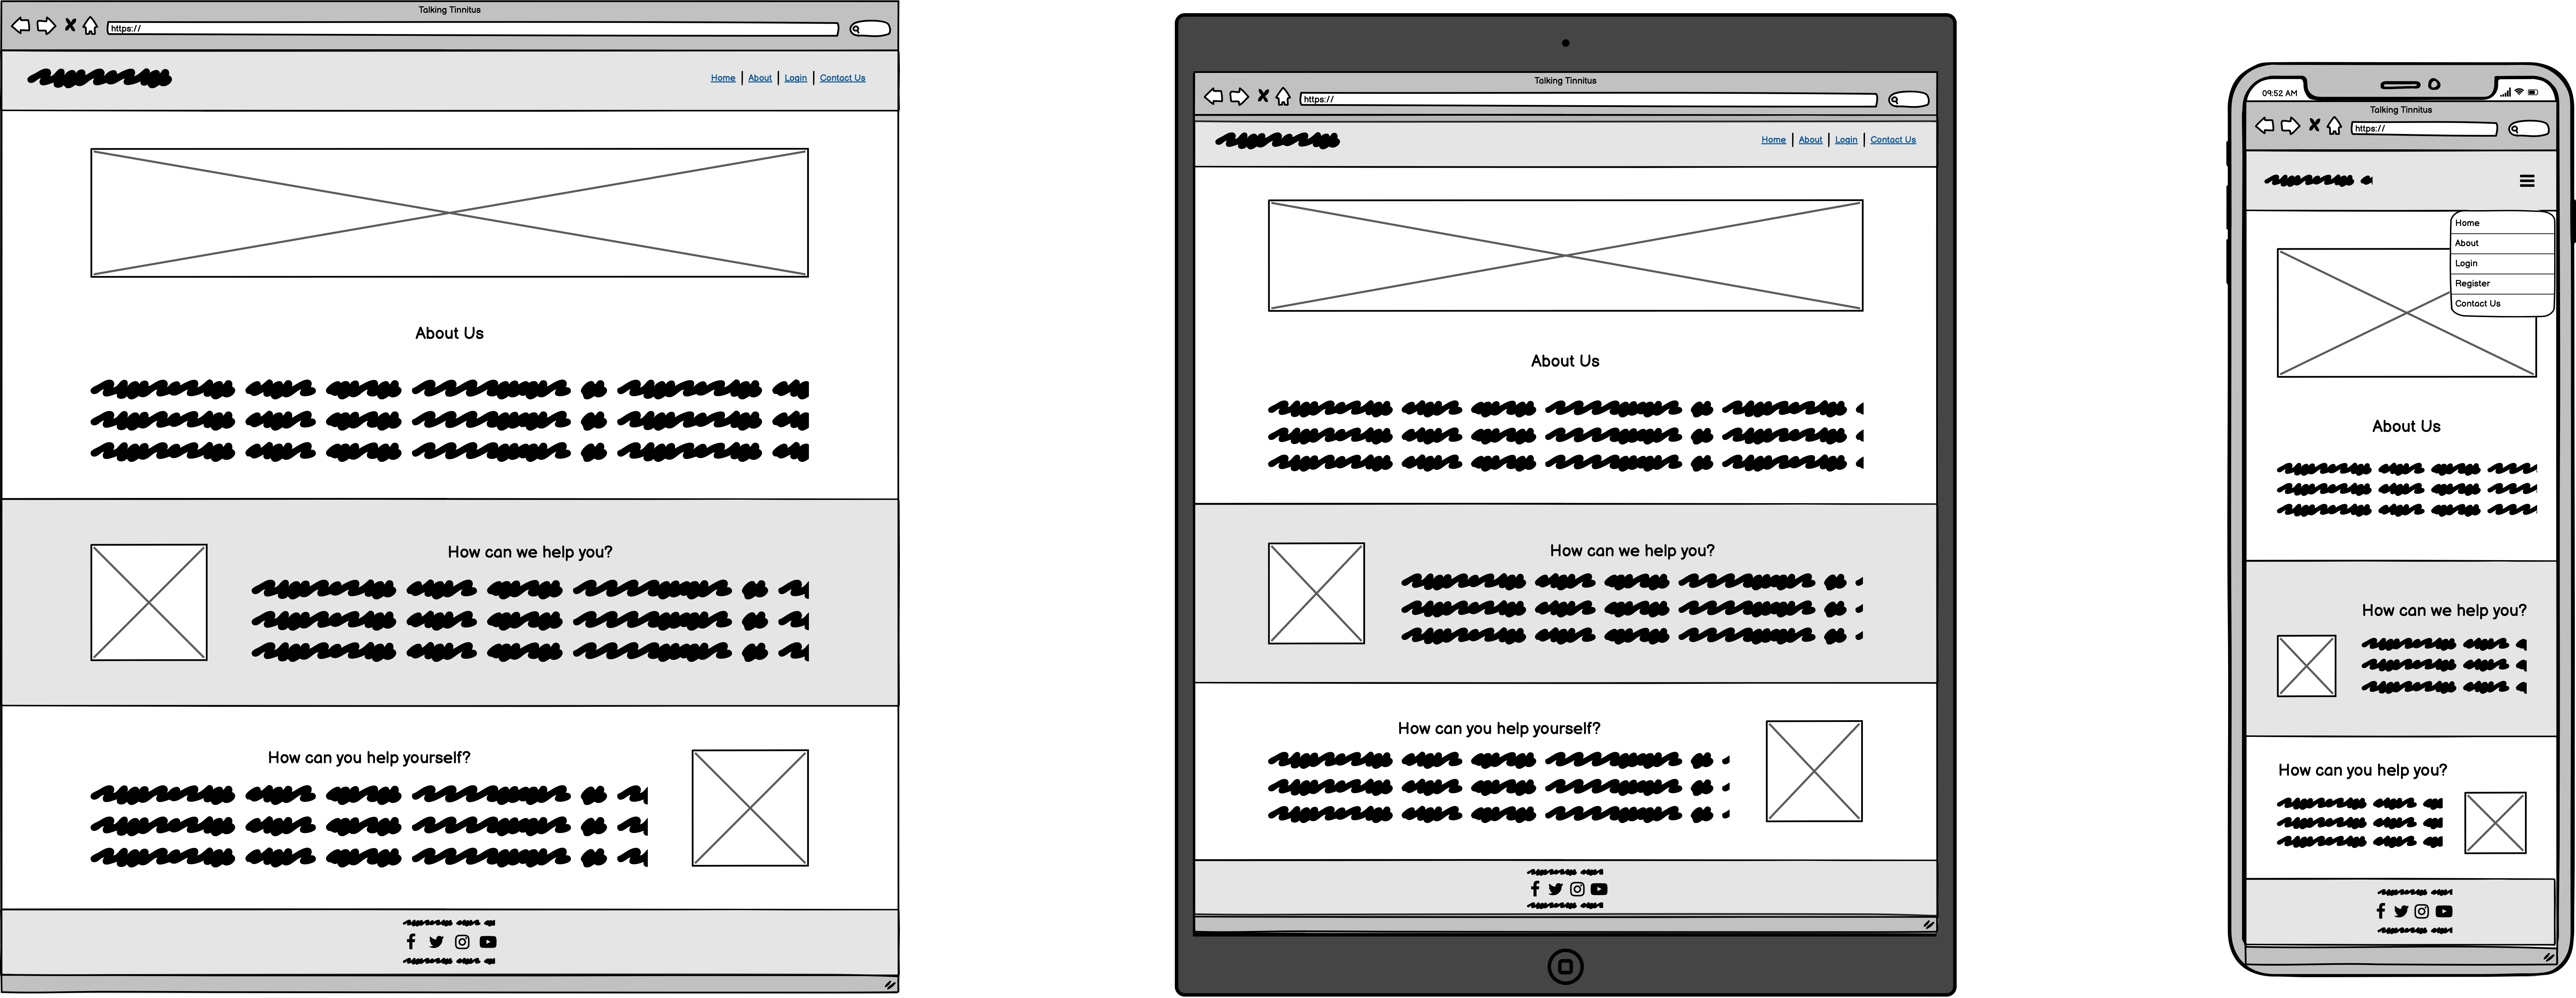 Talking Tinnitus
https://
Home About Login Contact Us
About Us
How can we help you?
How can you help yourself?
Talking Tinnitus
https://
Home About Login Contact Us
About Us
How can we help you?
How can you help yourself?
09:52 AM
Talking Tinnitus
https://
Home
About
Login
Register
Contact Us
About Us
How can we help you?
How can you help you?